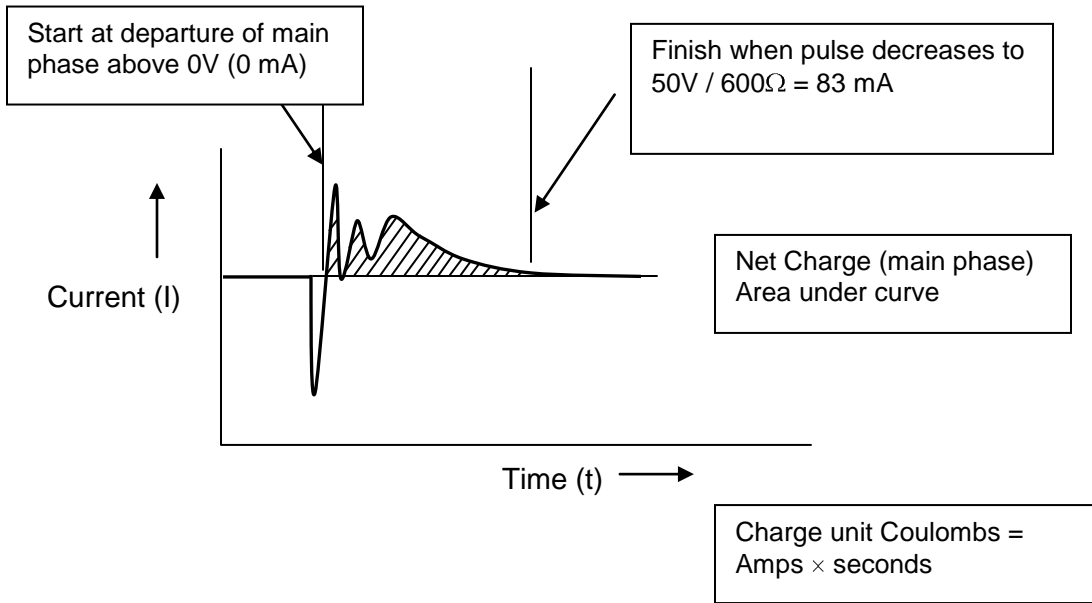 Start at departure of main
phase above 0V (0 mA)
Finish when pulse decreases to
50V / 600Ω = 83 mA
Current (I)
Net Charge (main phase)
Area under curve
Time (t)
Charge unit Coulombs =
Amps × seconds